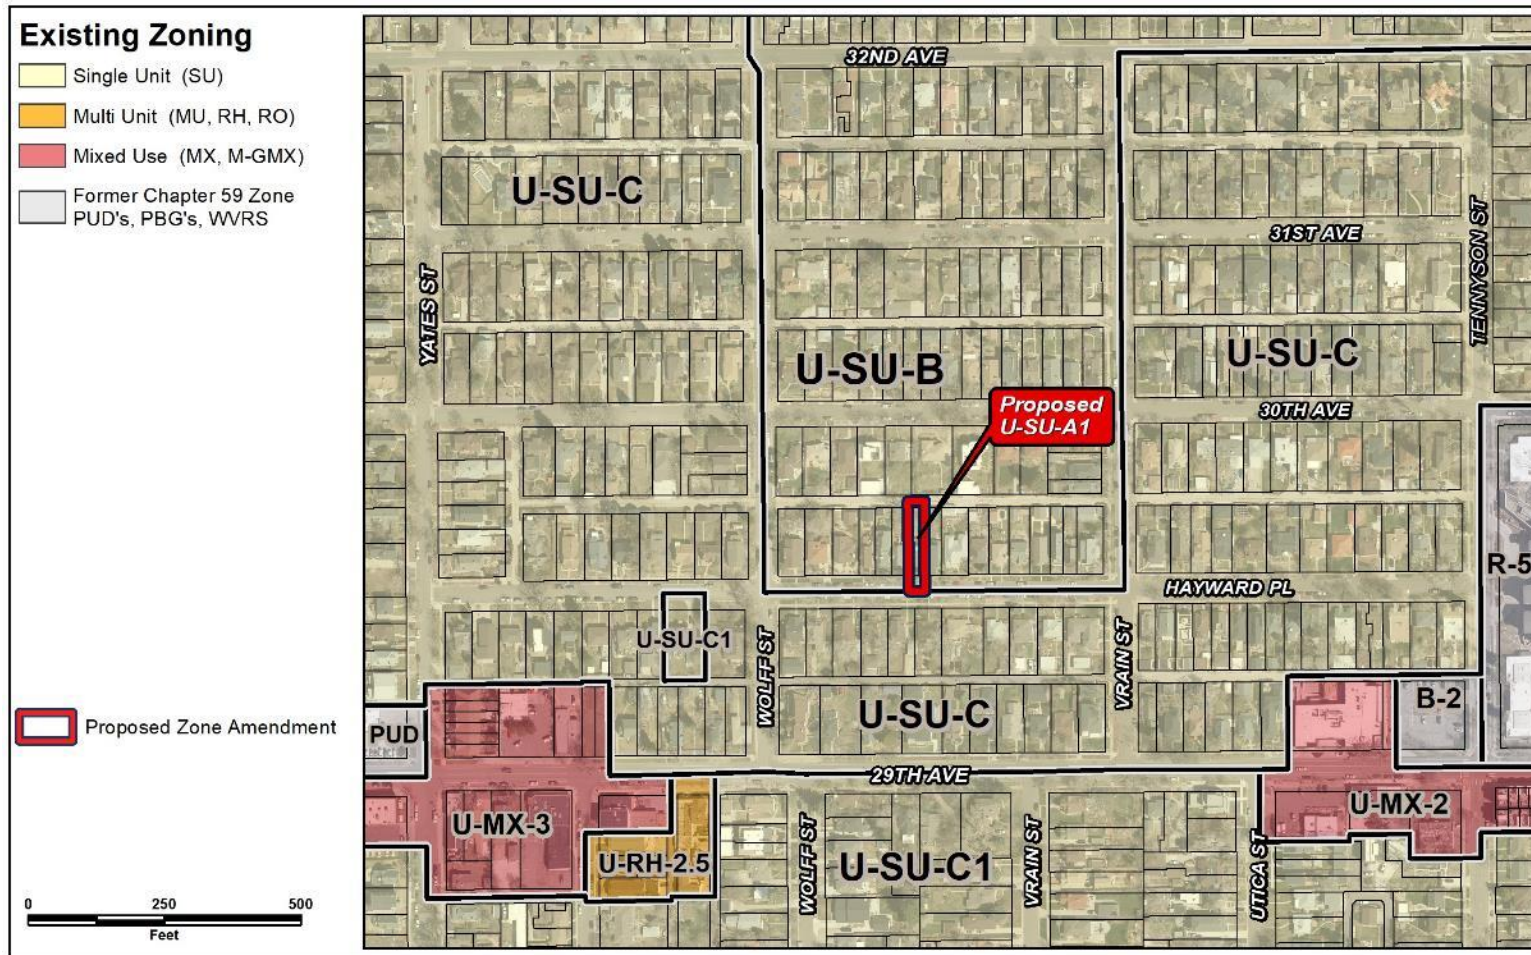 Existing Zoning
Single Unit (SU)
Multi Unit (MU, RH, RO)
Mixed Use (MX, M-GMX)
Former Chapter 59 Zone
PUD's, PBG's, WVRS
Proposed Zone Amendment
0 250 500
Feet
32ND AVE
U-SU-C
31ST AVE
TENNYSON ST
YATES ST
U-SU-B
U-SU-C
Proposed
U-SU-A1
30TH AVE
R-5
HAYWARD PL
U-SU-C1
WOLFF ST
VRAIN ST
U-SU-C
B-2
PUD
29TH AVE
U-MX-3
U-MX-2
U-RH-2.5
WOLFF ST
U-SU-C1
VRAIN ST
UTICA ST